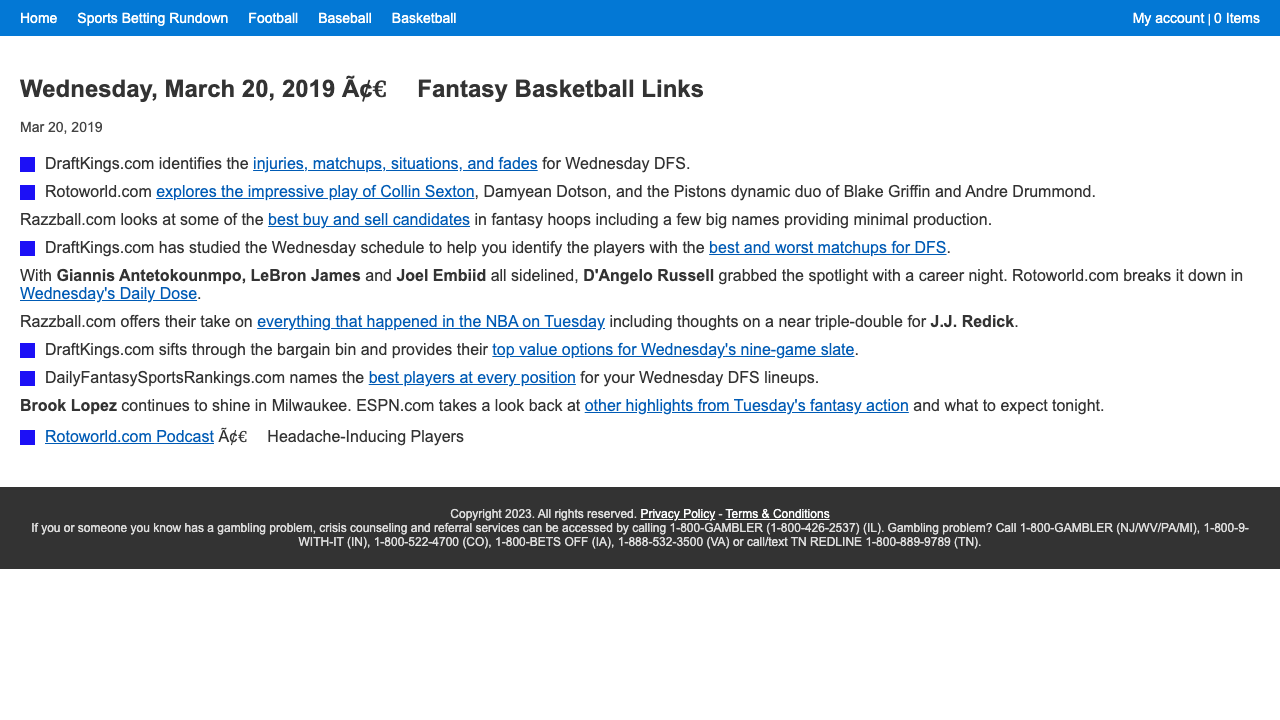 Home Sports Betting Rundown Football Baseball Basketball My account | 0 Items
Wednesday, March 20, 2019 Ã¢€ Fantasy Basketball Links
Mar 20, 2019
DraftKings.com identifies the injuries, matchups, situations, and fades for Wednesday DFS.
Rotoworld.com explores the impressive play of Collin Sexton, Damyean Dotson, and the Pistons dynamic duo of Blake Griffin and Andre Drummond.
Razzball.com looks at some of the best buy and sell candidates in fantasy hoops including a few big names providing minimal production.
DraftKings.com has studied the Wednesday schedule to help you identify the players with the best and worst matchups for DFS.
With Giannis Antetokounmpo, LeBron James and Joel Embiid all sidelined, D'Angelo Russell grabbed the spotlight with a career night. Rotoworld.com breaks it down in
Wednesday's Daily Dose.
Razzball.com offers their take on everything that happened in the NBA on Tuesday including thoughts on a near triple-double for J.J. Redick.
DraftKings.com sifts through the bargain bin and provides their top value options for Wednesday's nine-game slate.
DailyFantasySportsRankings.com names the best players at every position for your Wednesday DFS lineups.
Brook Lopez continues to shine in Milwaukee. ESPN.com takes a look back at other highlights from Tuesday's fantasy action and what to expect tonight.
Rotoworld.com Podcast Ã¢€ Headache-Inducing Players
Copyright 2023. All rights reserved. Privacy Policy - Terms & Conditions
If you or someone you know has a gambling problem, crisis counseling and referral services can be accessed by calling 1-800-GAMBLER (1-800-426-2537) (IL). Gambling problem? Call 1-800-GAMBLER (NJ/WV/PA/MI), 1-800-9-
WITH-IT (IN), 1-800-522-4700 (CO), 1-800-BETS OFF (IA), 1-888-532-3500 (VA) or call/text TN REDLINE 1-800-889-9789 (TN).